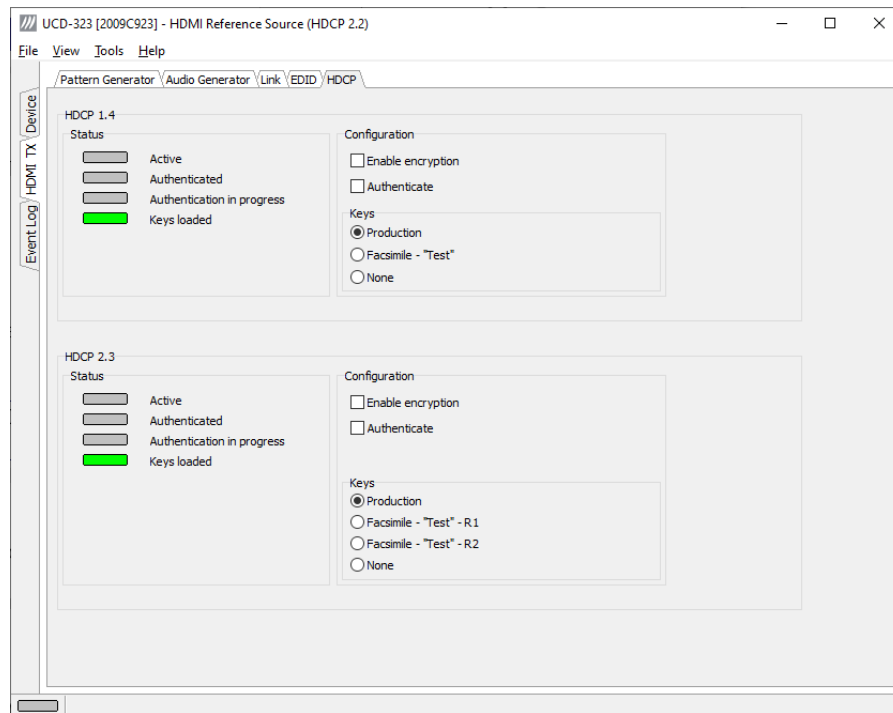 UCD-323 [2009C923] - HDMI Reference Source (HDCP 2.2)
File View Tools Help
Pattern Generator Audio Generator Link EDID HDCP
Device
HDMI TX
Event Log
HDCP 1.4
Status
Active
Authenticated
Authentication in progress
Keys loaded
Configuration
Enable encryption
Authenticate
Keys
Production
Facsimile - "Test"
None
HDCP 2.3
Status
Active
Authenticated
Authentication in progress
Keys loaded
Configuration
Enable encryption
Authenticate
Keys
Production
Facsimile - "Test" - R1
Facsimile - "Test" - R2
None